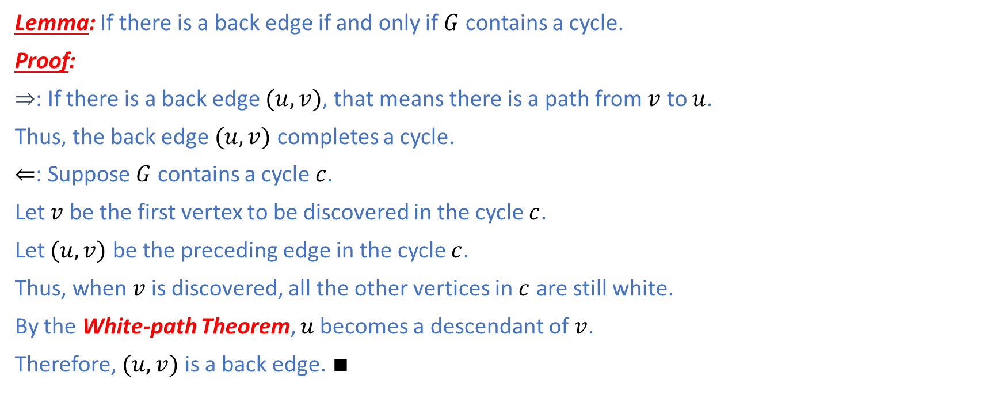 Lemma: If there is a back edge if and only if G contains a cycle.
Proof:
⇒: If there is a back edge (u, v), that means there is a path from v to u.
Thus, the back edge (u, v) completes a cycle.
⇐: Suppose G contains a cycle c.
Let v be the first vertex to be discovered in the cycle c.
Let (u, v) be the preceding edge in the cycle c.
Thus, when v is discovered, all the other vertices in c are still white.
By the White-path Theorem, u becomes a descendant of v.
Therefore, (u, v) is a back edge. ■